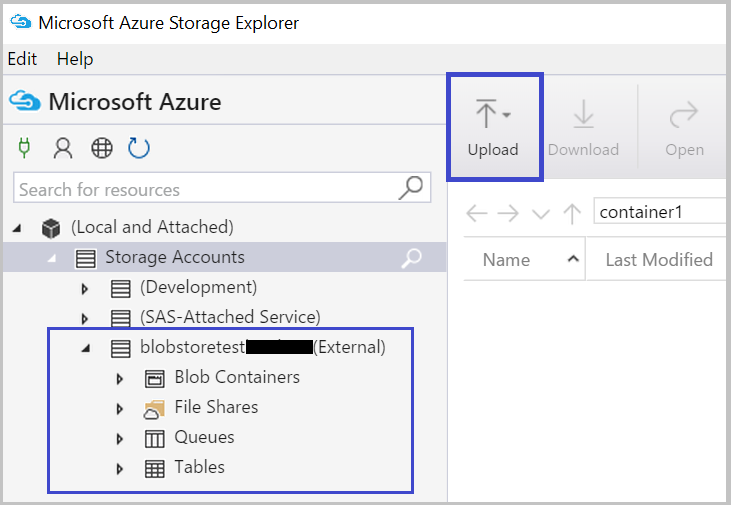 Microsoft Azure Storage Explorer
Edit Help
Microsoft Azure
Search for resources
(Local and Attached)
Storage Accounts
(Development)
(SAS-Attached Service)
blobstoretest (External)
Blob Containers
File Shares
Queues
Tables
Upload
Download
Open
container1
Name
Last Modified